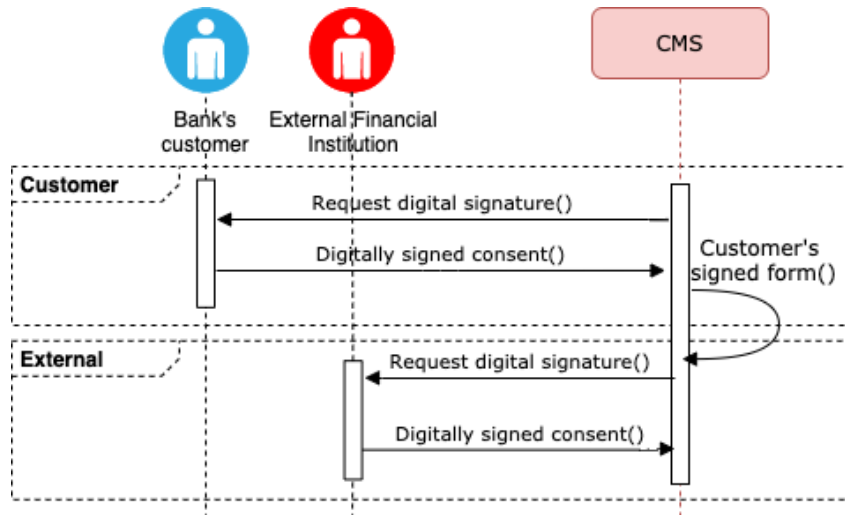 CMS
Bank's
customer
External Financial
Institution
Customer
Request digital signature()
Digitally signed consent()
Customer's
signed form()
External
Request digital signature()
Digitally signed consent()